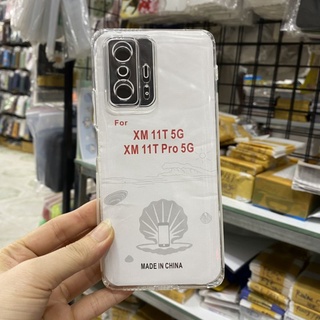 For
XM 11T 5G
XM 11T Pro 5G
MADE IN CHINA